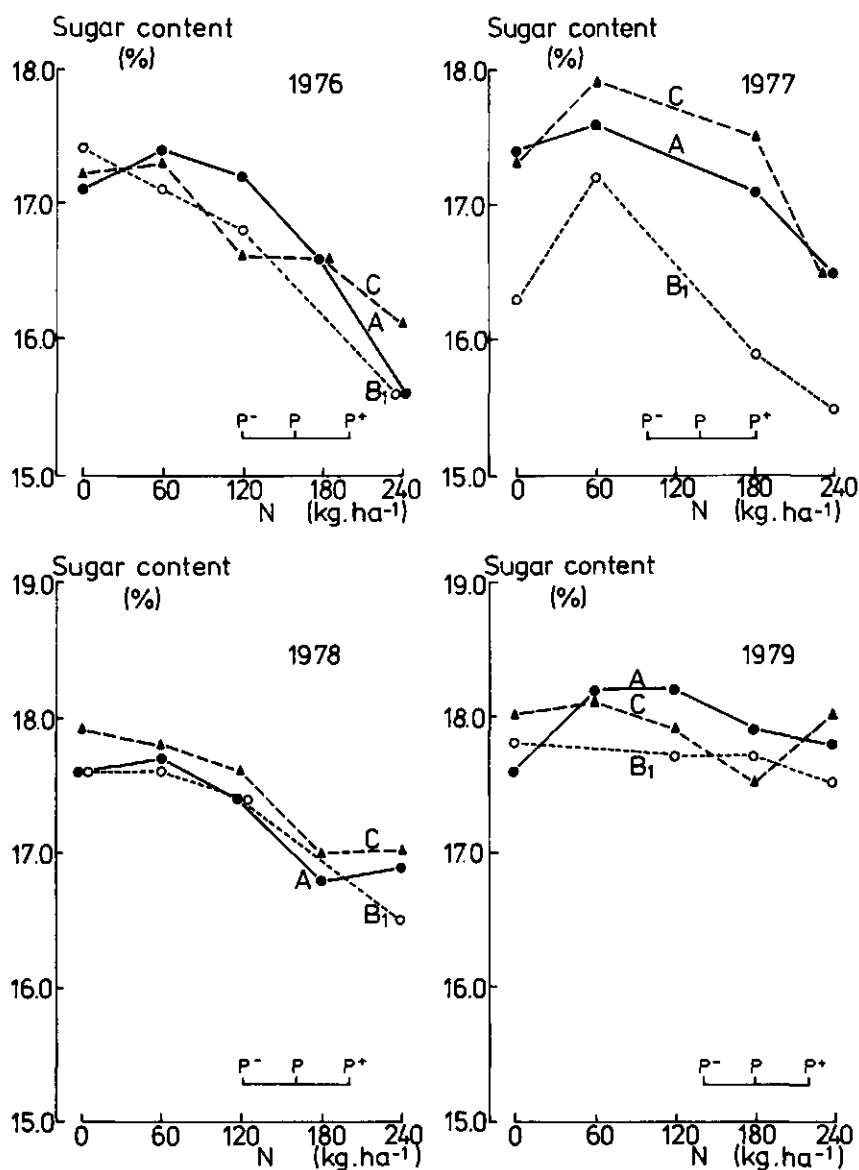 Sugar content
(%)
1976
18.0
17.0
16.0
15.0
C
A
B₁
P⁻ P P⁺
0 60 120 180 240
N (kg.ha⁻¹)
Sugar content
(%)
1977
18.0
17.0
16.0
15.0
C
A
B₁
P⁻ P P⁺
0 60 120 180 240
N (kg.ha⁻¹)
Sugar content
(%)
1978
19.0
18.0
17.0
16.0
15.0
C
A
B₁
P⁻ P P⁺
0 60 120 180 240
N (kg.ha⁻¹)
Sugar content
(%)
1979
19.0
18.0
17.0
16.0
15.0
A
C
B₁
P⁻ P P⁺
0 60 120 180 240
N (kg.ha⁻¹)